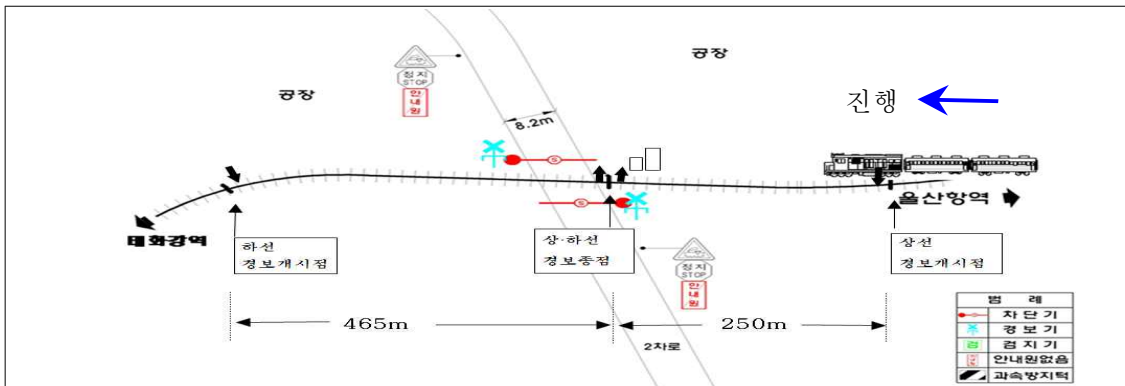 공장
공장
정지
STOP
안내원
8.2m
진행
울산항역
태화강역
하선
경보개시점
상·하선
경보종점
상선
경보개시점
정지
STOP
안내원
465m
250m
2차로
범 례
차단기
경보기
검 검지기
안내원없음
과속방지턱